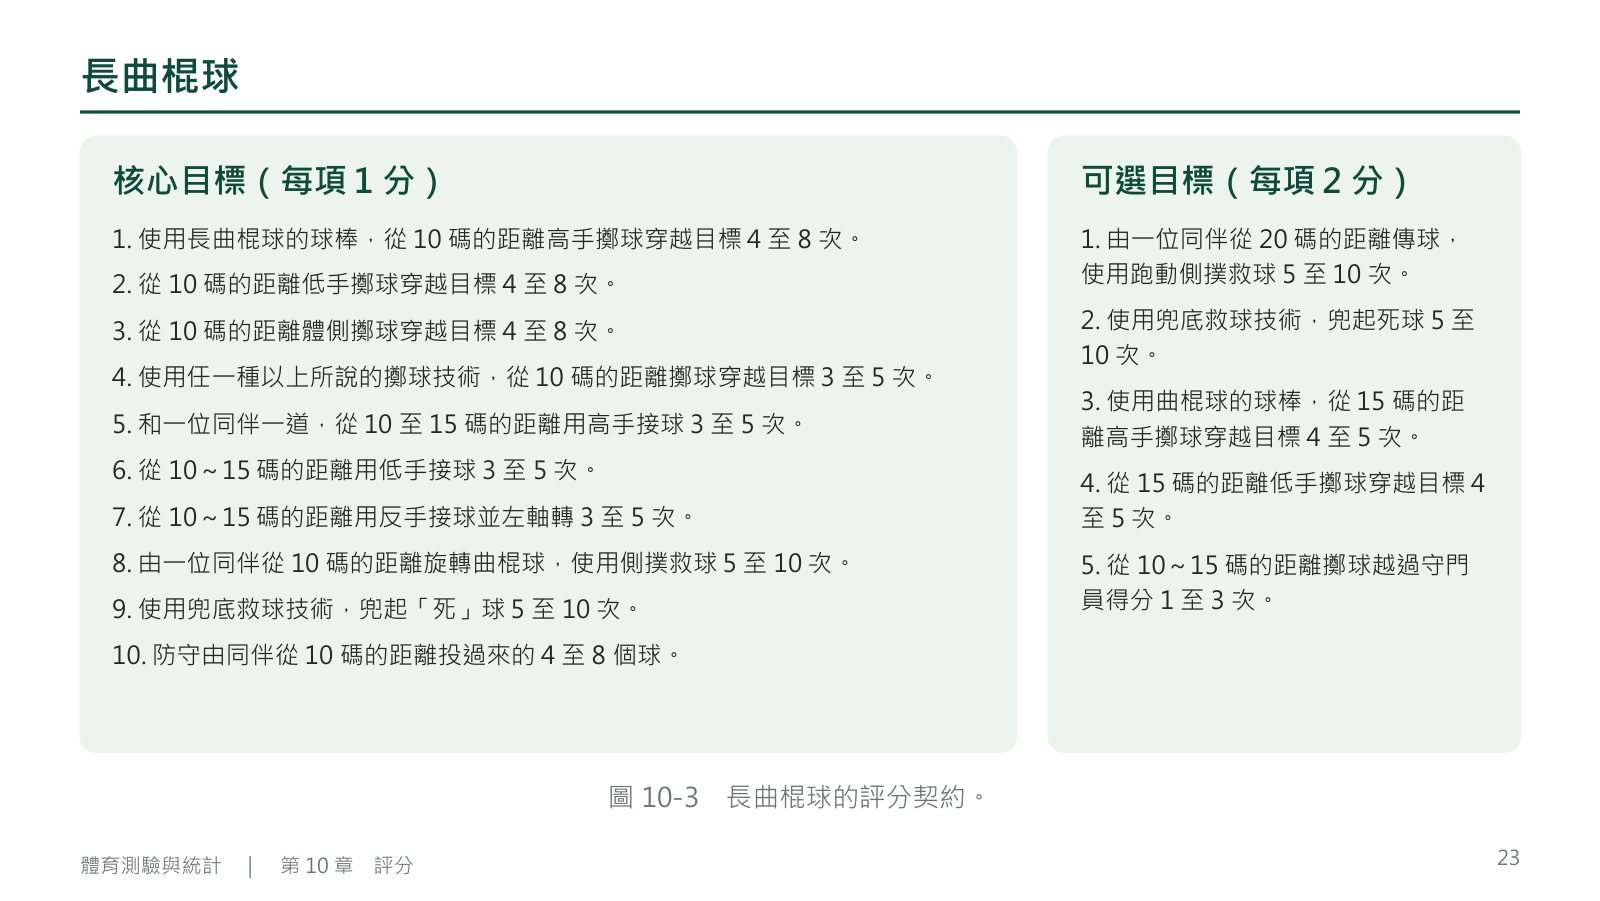 長曲棍球
核心目標（每項 1 分）
1. 使用長曲棍球的球棒，從 10 碼的距離高手擲球穿越目標 4 至 8 次。
2. 從 10 碼的距離低手擲球穿越目標 4 至 8 次。
3. 從 10 碼的距離體側擲球穿越目標 4 至 8 次。
4. 使用任一種以上所說的擲球技術，從 10 碼的距離擲球穿越目標 3 至 5 次。
5. 和一位同伴一道，從 10 至 15 碼的距離用高手接球 3 至 5 次。
6. 從 10～15 碼的距離用低手接球 3 至 5 次。
7. 從 10～15 碼的距離用反手接球並左軸轉 3 至 5 次。
8. 由一位同伴從 10 碼的距離旋轉曲棍球，使用側撲救球 5 至 10 次。
9. 使用兜底救球技術，兜起「死」球 5 至 10 次。
10. 防守由同伴從 10 碼的距離投過來的 4 至 8 個球。
可選目標（每項 2 分）
1. 由一位同伴從 20 碼的距離傳球，
使用跑動側撲救球 5 至 10 次。
2. 使用兜底救球技術，兜起死球 5 至
10 次。
3. 使用曲棍球的球棒，從 15 碼的距
離高手擲球穿越目標 4 至 5 次。
4. 從 15 碼的距離低手擲球穿越目標 4
至 5 次。
5. 從 10～15 碼的距離擲球越過守門
員得分 1 至 3 次。
圖 10-3　長曲棍球的評分契約。
體育測驗與統計　|　第 10 章　評分
23